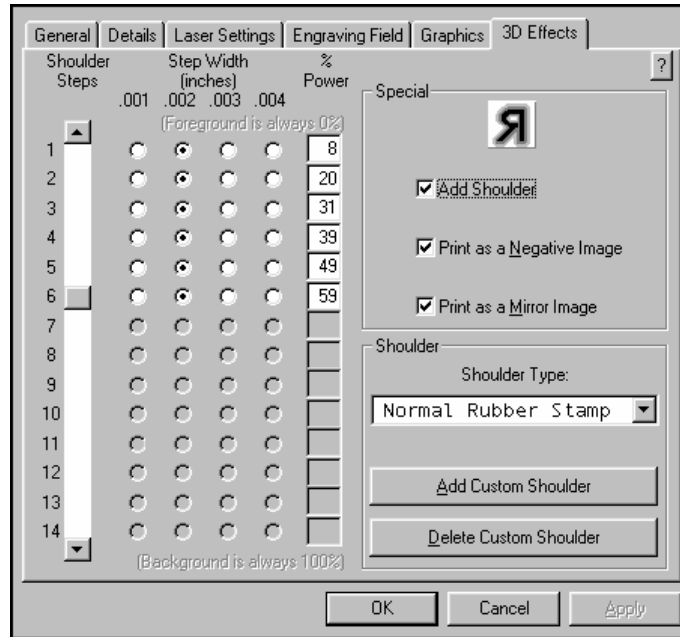 General Details Laser Settings Engraving Field Graphics 3D Effects
Shoulder Steps
Step Width (inches)
% Power
.001 .002 .003 .004
(Foreground is always 0%)
1 8
2 20
3 31
4 39
5 49
6 59
7
8
9
10
11
12
13
14
(Background is always 100%)
?
Special
R
Add Shoulder
Print as a Negative Image
Print as a Mirror Image
Shoulder
Shoulder Type:
Normal Rubber Stamp
Add Custom Shoulder
Delete Custom Shoulder
OK Cancel Apply